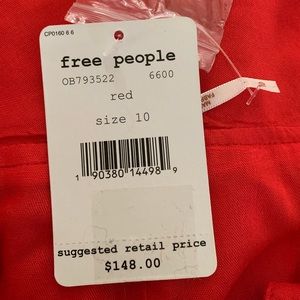 CP0160 6 6
free people
OB793522 6600
red
size 10
1 90380 14498 9
suggested retail price
$148.00